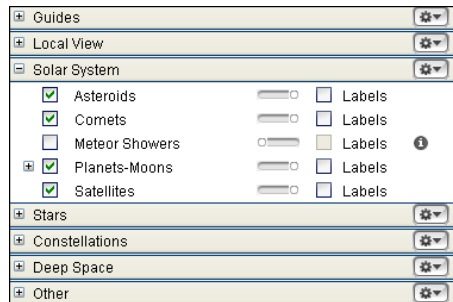 Guides
Local View
Solar System
Asteroids Labels
Comets Labels
Meteor Showers Labels
Planets-Moons Labels
Satellites Labels
Stars
Constellations
Deep Space
Other